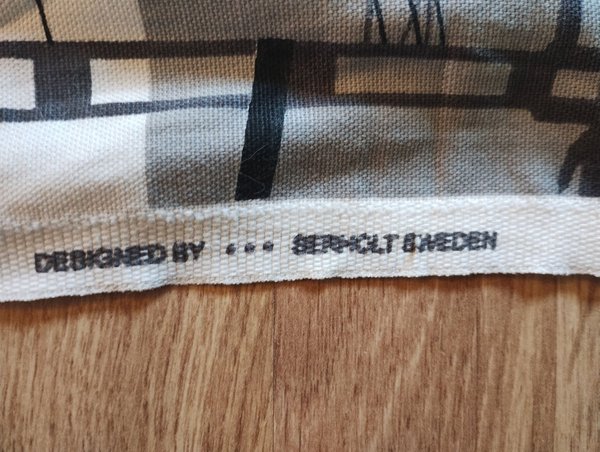 DESIGNED BY ••• SERHOLT SWEDEN